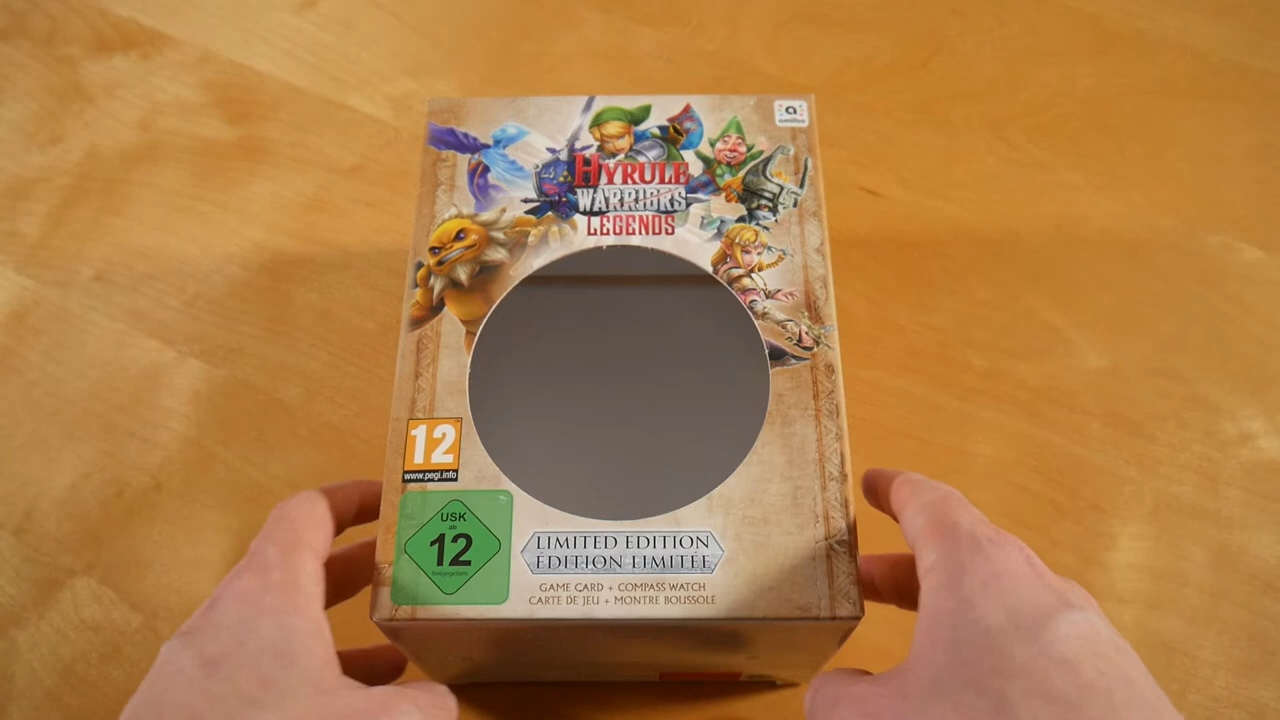 amiibo
HYRULE
WARRIORS
LEGENDS
12
www.pegi.info
USK
ab
12
freigegeben
LIMITED EDITION
ÉDITION LIMITÉE
GAME CARD + COMPASS WATCH
CARTE DE JEU + MONTRE BOUSSOLE